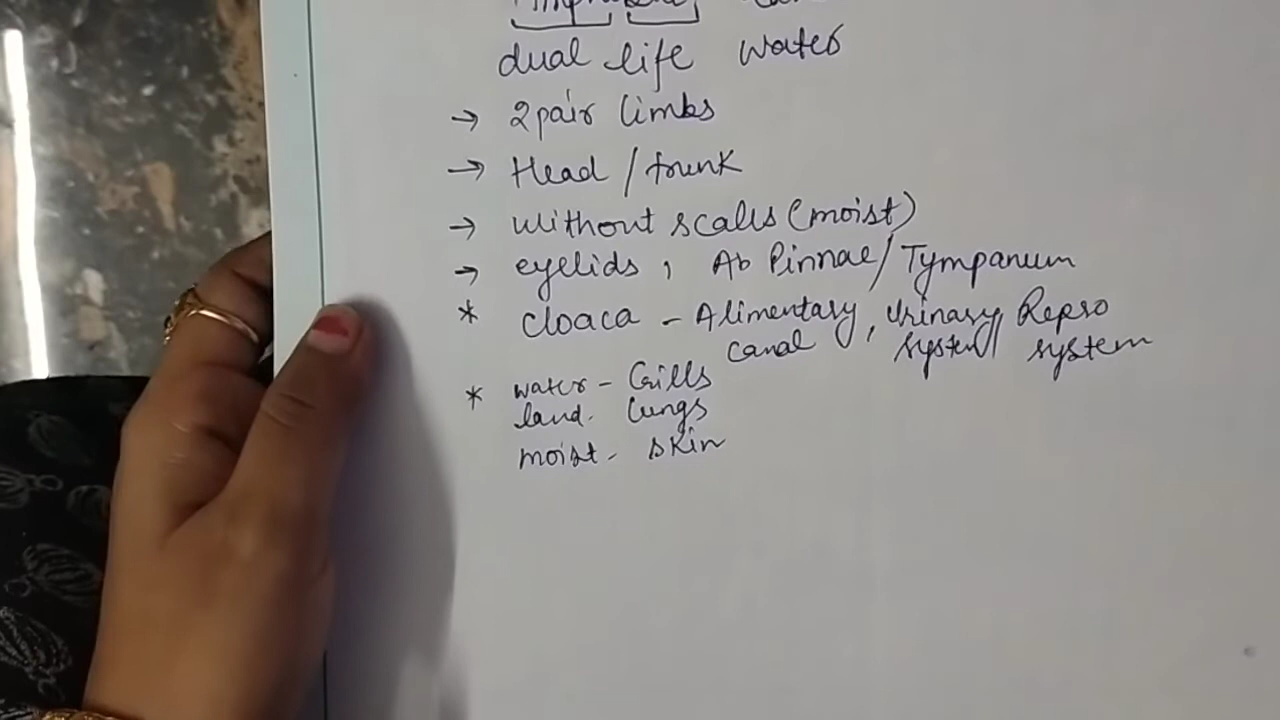 dual life water
→ 2pair limbs
→ Head / trunk
→ without scales (moist)
→ eyelids, Ab Pinnae/Tympanum
* cloaca - Alimentary canal, Urinary system, Repro system
* water - Gills
land. Lungs
moist - skin